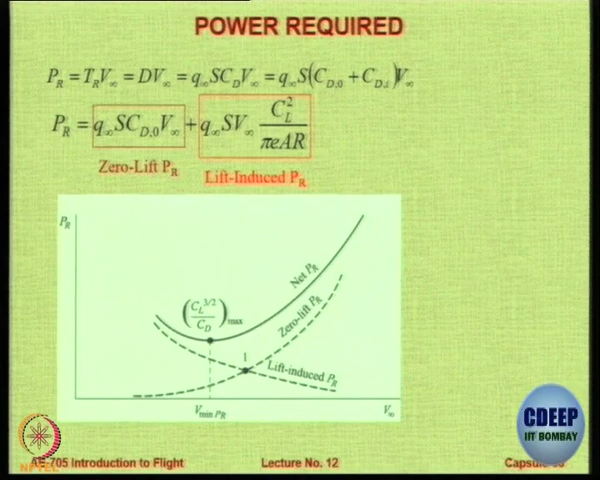 POWER REQUIRED
P_R = T_R V_∞ = DV_∞ = q_∞ SC_D V_∞ = q_∞ S(C_{D,0} + C_{D,i})V_∞
P_R = q_∞ SC_{D,0} V_∞ + q_∞ SV_∞ C_L^2 / πeAR
Zero-Lift P_R
Lift-Induced P_R
P_R
Net P_R
(C_L^{3/2} / C_D)_max
Zero-lift P_R
1
Lift-induced P_R
V_min P_R
V_∞
CDEEP
IIT BOMBAY
NPTEL
AE-705 Introduction to Flight
Lecture No. 12